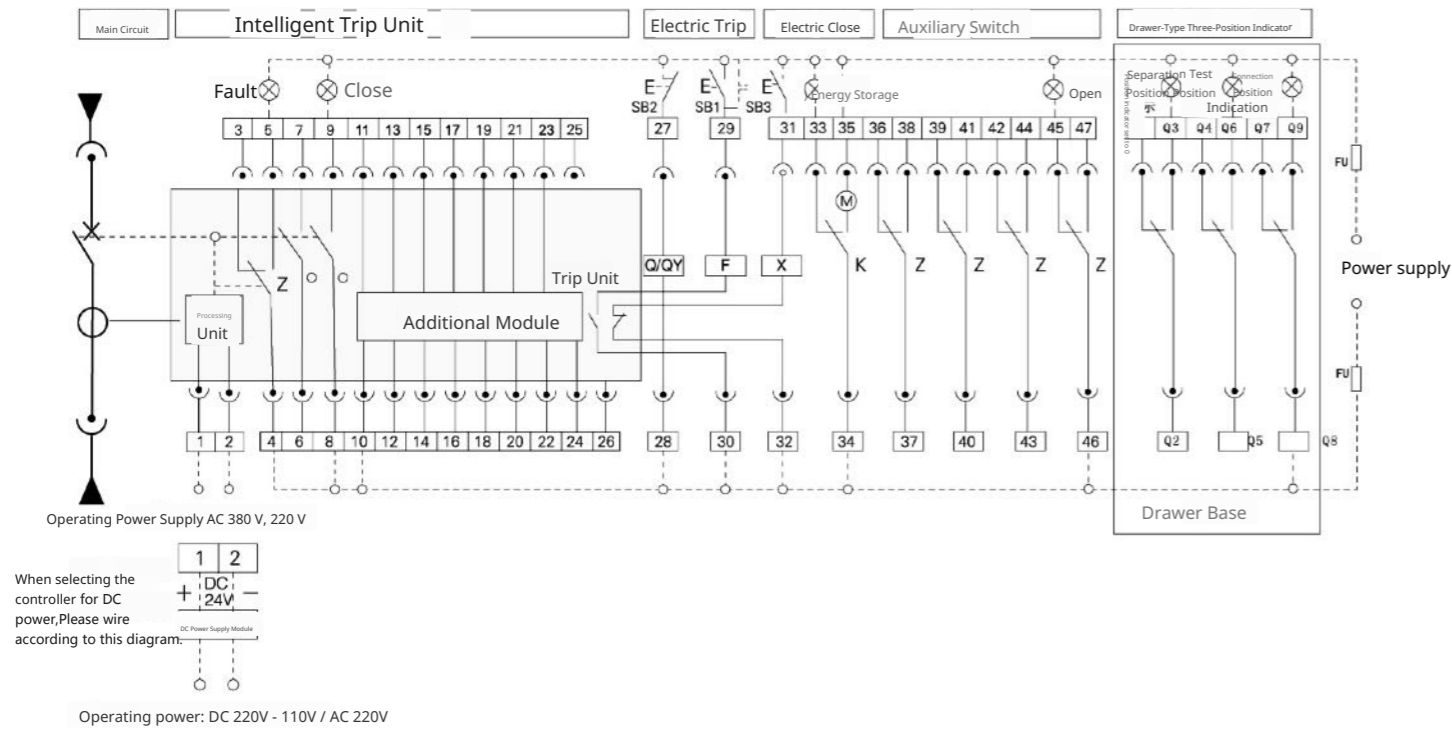 Main Circuit
Intelligent Trip Unit
Electric Trip
Electric Close
Auxiliary Switch
Drawer-Type Three-Position Indicator
Fault
Close
E
SB2
E
SB1
E
SB3
Energy Storage
Open
Separation Test
Connection
Position Position
Position
Indication
3 5 7 9 11 13 15 17 19 21 23 25
27
29
31 33 35 36 38 39 41 42 44 45 47
Q3 Q4 Q6 Q7 Q9
FU
M
Z
Q/QY
F
X
K
Z
Z
Z
Z
Power supply
Trip Unit
Processing
Unit
Additional Module
FU
1 2
4 6 8 10 12 14 16 18 20 22 24 26
28
30
32
34
37
40
43
46
Q2
Q5
Q8
Drawer Base
Operating Power Supply AC 380 V, 220 V
1 2
When selecting the
controller for DC
power,Please wire
according to this diagram.
+ DC 24V −
DC Power Supply Module
Operating power: DC 220V - 110V / AC 220V